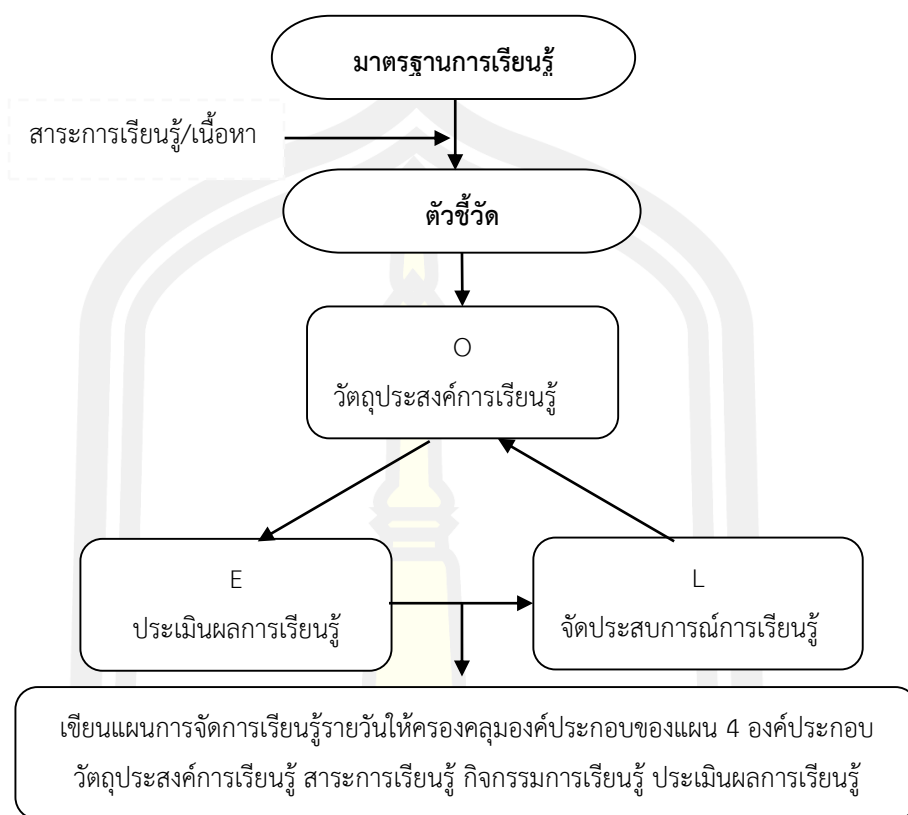 มาตรฐานการเรียนรู้
สาระการเรียนรู้/เนื้อหา
ตัวชี้วัด
O
วัตถุประสงค์การเรียนรู้
E
ประเมินผลการเรียนรู้
L
จัดประสบการณ์การเรียนรู้
เขียนแผนการจัดการเรียนรู้รายวันให้ครองคลุมองค์ประกอบของแผน 4 องค์ประกอบ
วัตถุประสงค์การเรียนรู้ สาระการเรียนรู้ กิจกรรมการเรียนรู้ ประเมินผลการเรียนรู้